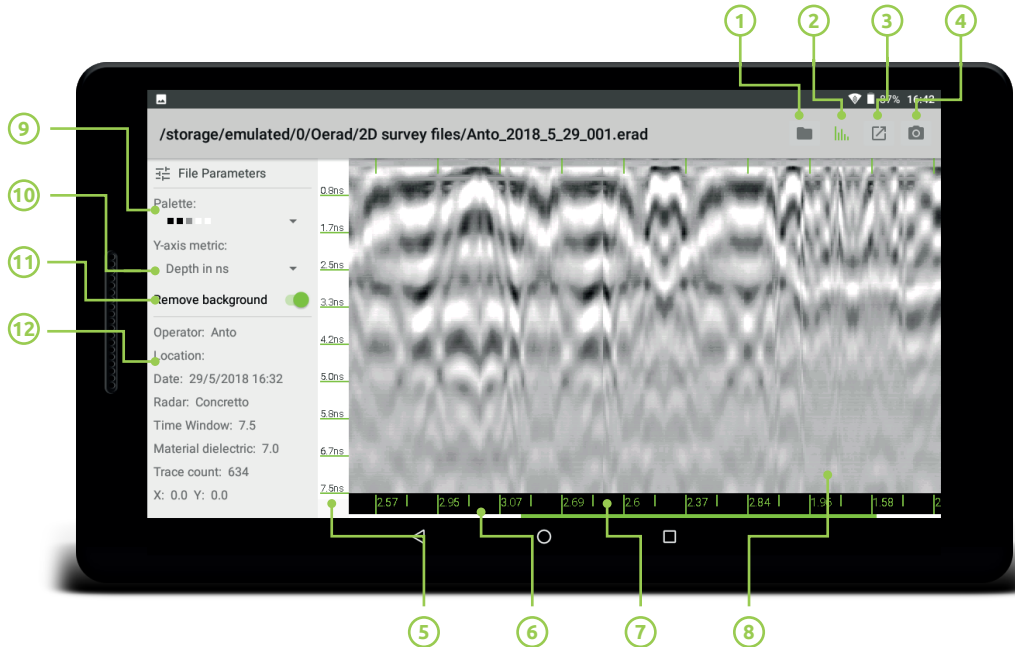 1 2 3 4
87% 16:42
/storage/emulated/0/Oerad/2D survey files/Anto_2018_5_29_001.erad
9
10
11
12
File Parameters
Palette:
Y-axis metric:
Depth in ns
Remove background
Operator: Anto
Location:
Date: 29/5/2018 16:32
Radar: Concretto
Time Window: 7.5
Material dielectric: 7.0
Trace count: 634
X: 0.0 Y: 0.0
0.8ns
1.7ns
2.5ns
3.3ns
4.2ns
5.0ns
5.8ns
6.7ns
7.5ns
2.57 2.95 3.07 2.69 2.6 2.37 2.84 1.96 1.58 2
5 6 7 8